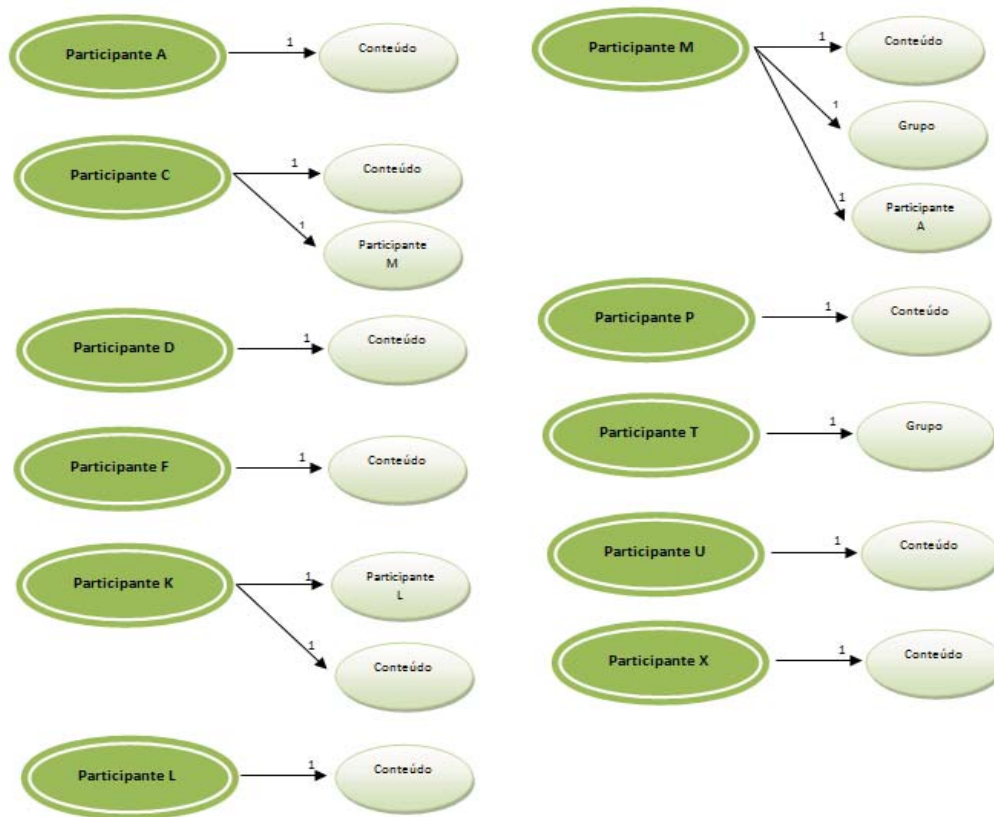 Participante A
1
Conteúdo
Participante C
1
Conteúdo
1
Participante
M
Participante D
1
Conteúdo
Participante F
1
Conteúdo
Participante K
1
Participante
L
1
Conteúdo
Participante L
1
Conteúdo
Participante M
1
Conteúdo
1
Grupo
1
Participante
A
Participante P
1
Conteúdo
Participante T
1
Grupo
Participante U
1
Conteúdo
Participante X
1
Conteúdo